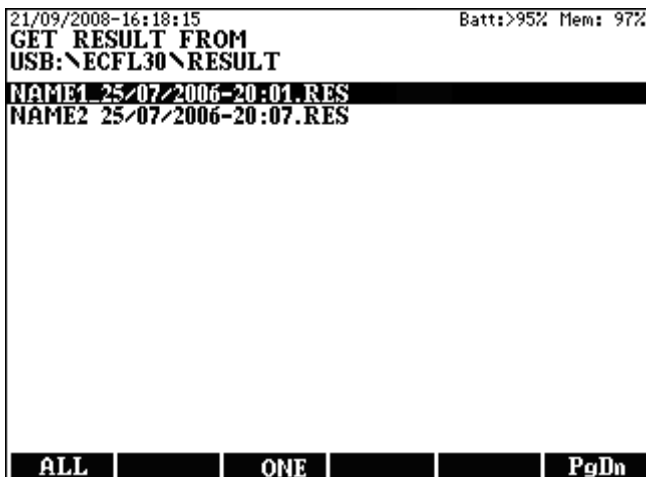 21/09/2008-16:18:15 Batt:>95% Mem: 97%
GET RESULT FROM
USB:\ECFL30\RESULT
NAME1_25/07/2006-20:01.RES
NAME2 25/07/2006-20:07.RES
ALL ONE PgDn